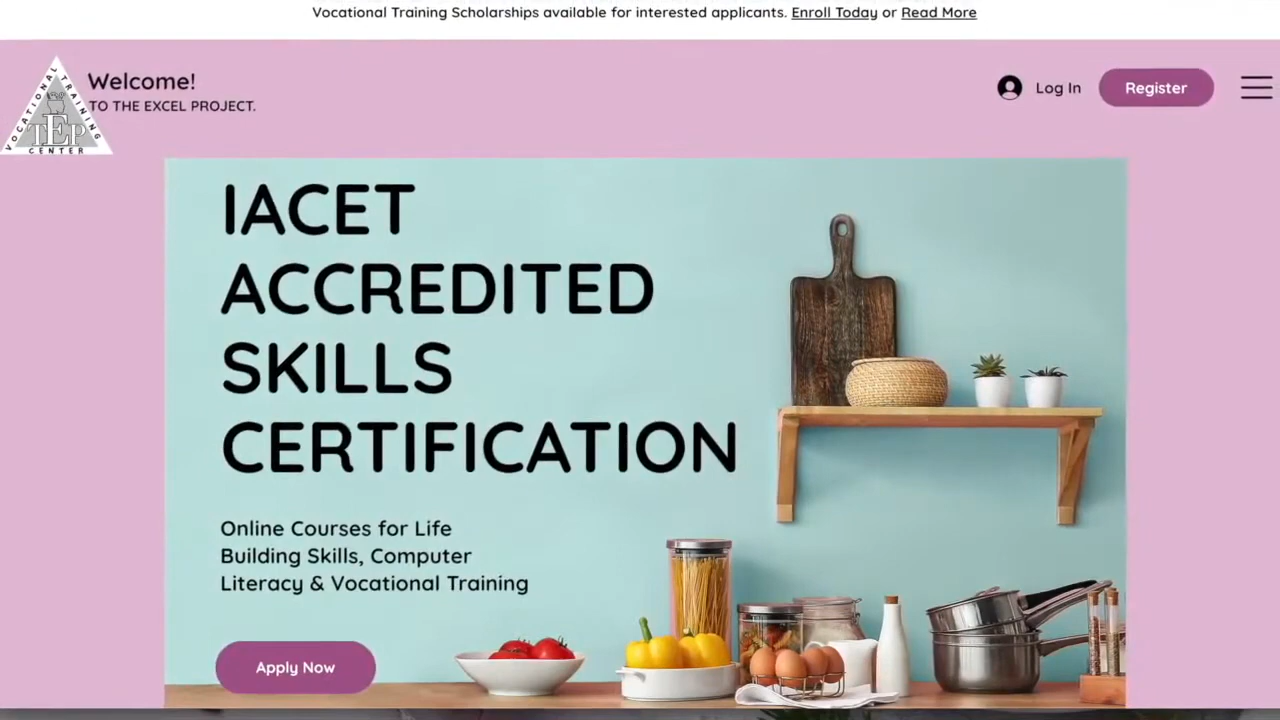 Vocational Training Scholarships available for interested applicants. Enroll Today or Read More
VOCATIONAL TRAINING
TEP
CENTER
Welcome!
TO THE EXCEL PROJECT.
Log In
Register
IACET
ACCREDITED
SKILLS
CERTIFICATION
Online Courses for Life
Building Skills, Computer
Literacy & Vocational Training
Apply Now